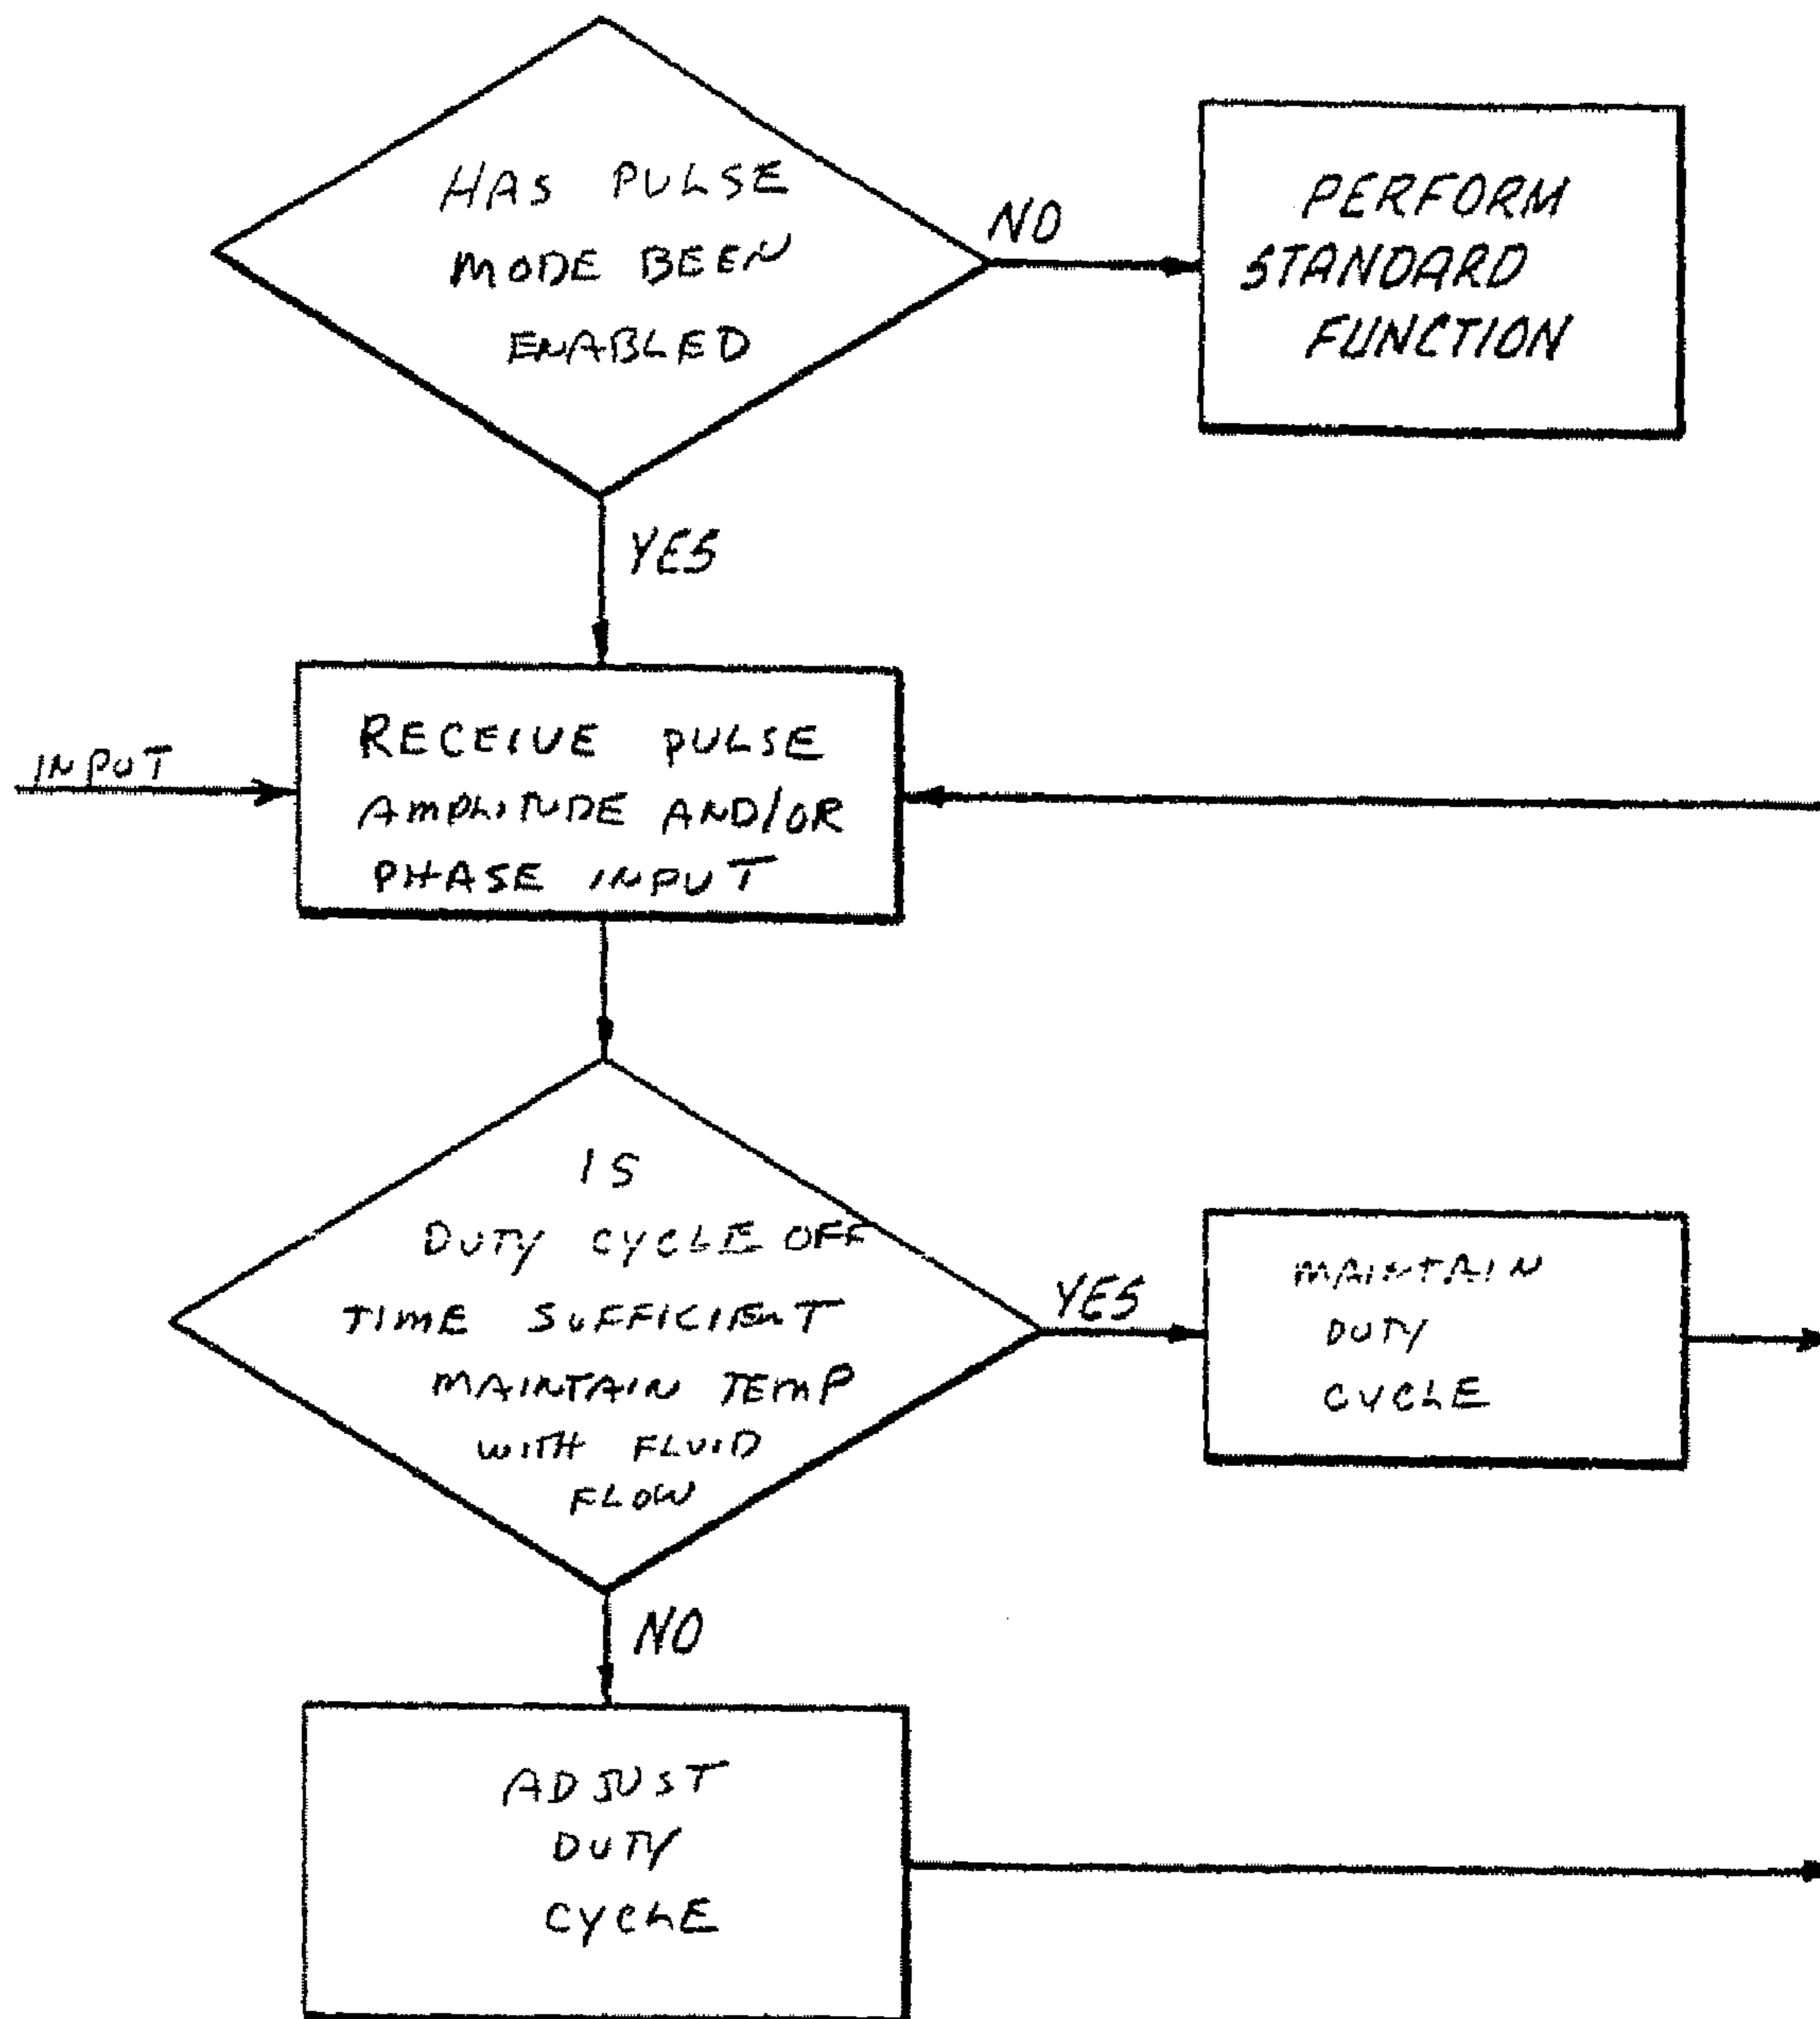 HAS PULSE
MODE BEEN
ENABLED
NO
PERFORM
STANDARD
FUNCTION
YES
INPUT
RECEIVE PULSE
AMPLITUDE AND/OR
PHASE INPUT
IS
DUTY CYCLE OFF
TIME SUFFICIENT
MAINTAIN TEMP
WITH FLUID
FLOW
YES
MAINTAIN
DUTY
CYCLE
NO
ADJUST
DUTY
CYCLE